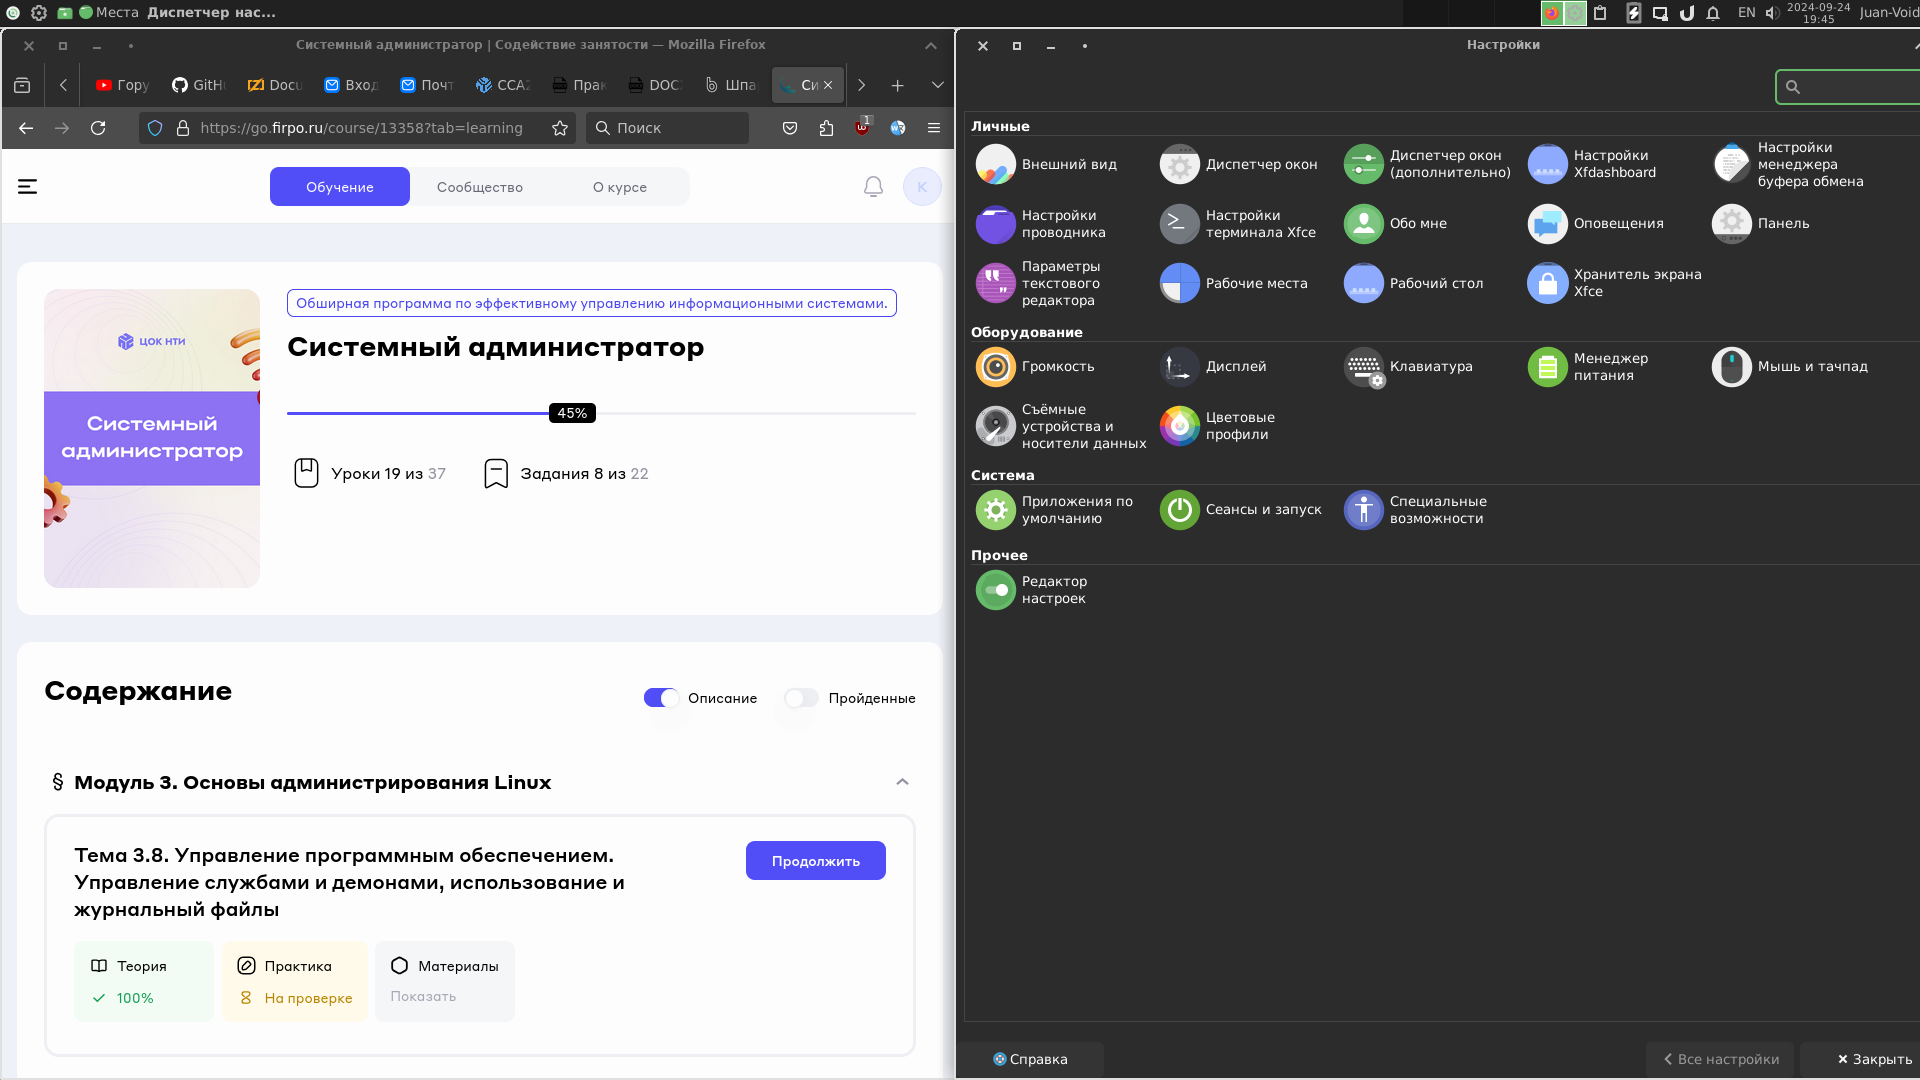 Места
Диспетчер нас...
EN
2024-09-24
19:45
Juan-Void
Системный администратор | Содействие занятости — Mozilla Firefox
Гору
GitHu
Docu
Вход
Почт
CCA2
Прак
DOC
Шпа
Си
https://go.firpo.ru/course/13358?tab=learning
Поиск
1
Обучение
Сообщество
О курсе
K
ЦОК НТИ
Системный
администратор
Обширная программа по эффективному управлению информационными системами.
Системный администратор
45%
Уроки 19 из 37
Задания 8 из 22
Содержание
Описание
Пройденные
§ Модуль 3. Основы администрирования Linux
Тема 3.8. Управление программным обеспечением.
Управление службами и демонами, использование и
журнальный файлы
Продолжить
Теория
100%
Практика
На проверке
Материалы
Показать
Настройки
Личные
Внешний вид
Диспетчер окон
Диспетчер окон
(дополнительно)
Настройки
Xfdashboard
Настройки
менеджера
буфера обмена
Настройки
проводника
Настройки
терминала Xfce
Обо мне
Оповещения
Панель
Параметры
текстового
редактора
Рабочие места
Рабочий стол
Хранитель экрана
Xfce
Оборудование
Громкость
Дисплей
Клавиатура
Менеджер
питания
Мышь и тачпад
Съёмные
устройства и
носители данных
Цветовые
профили
Система
Приложения по
умолчанию
Сеансы и запуск
Специальные
возможности
Прочее
Редактор
настроек
Справка
Все настройки
Закрыть